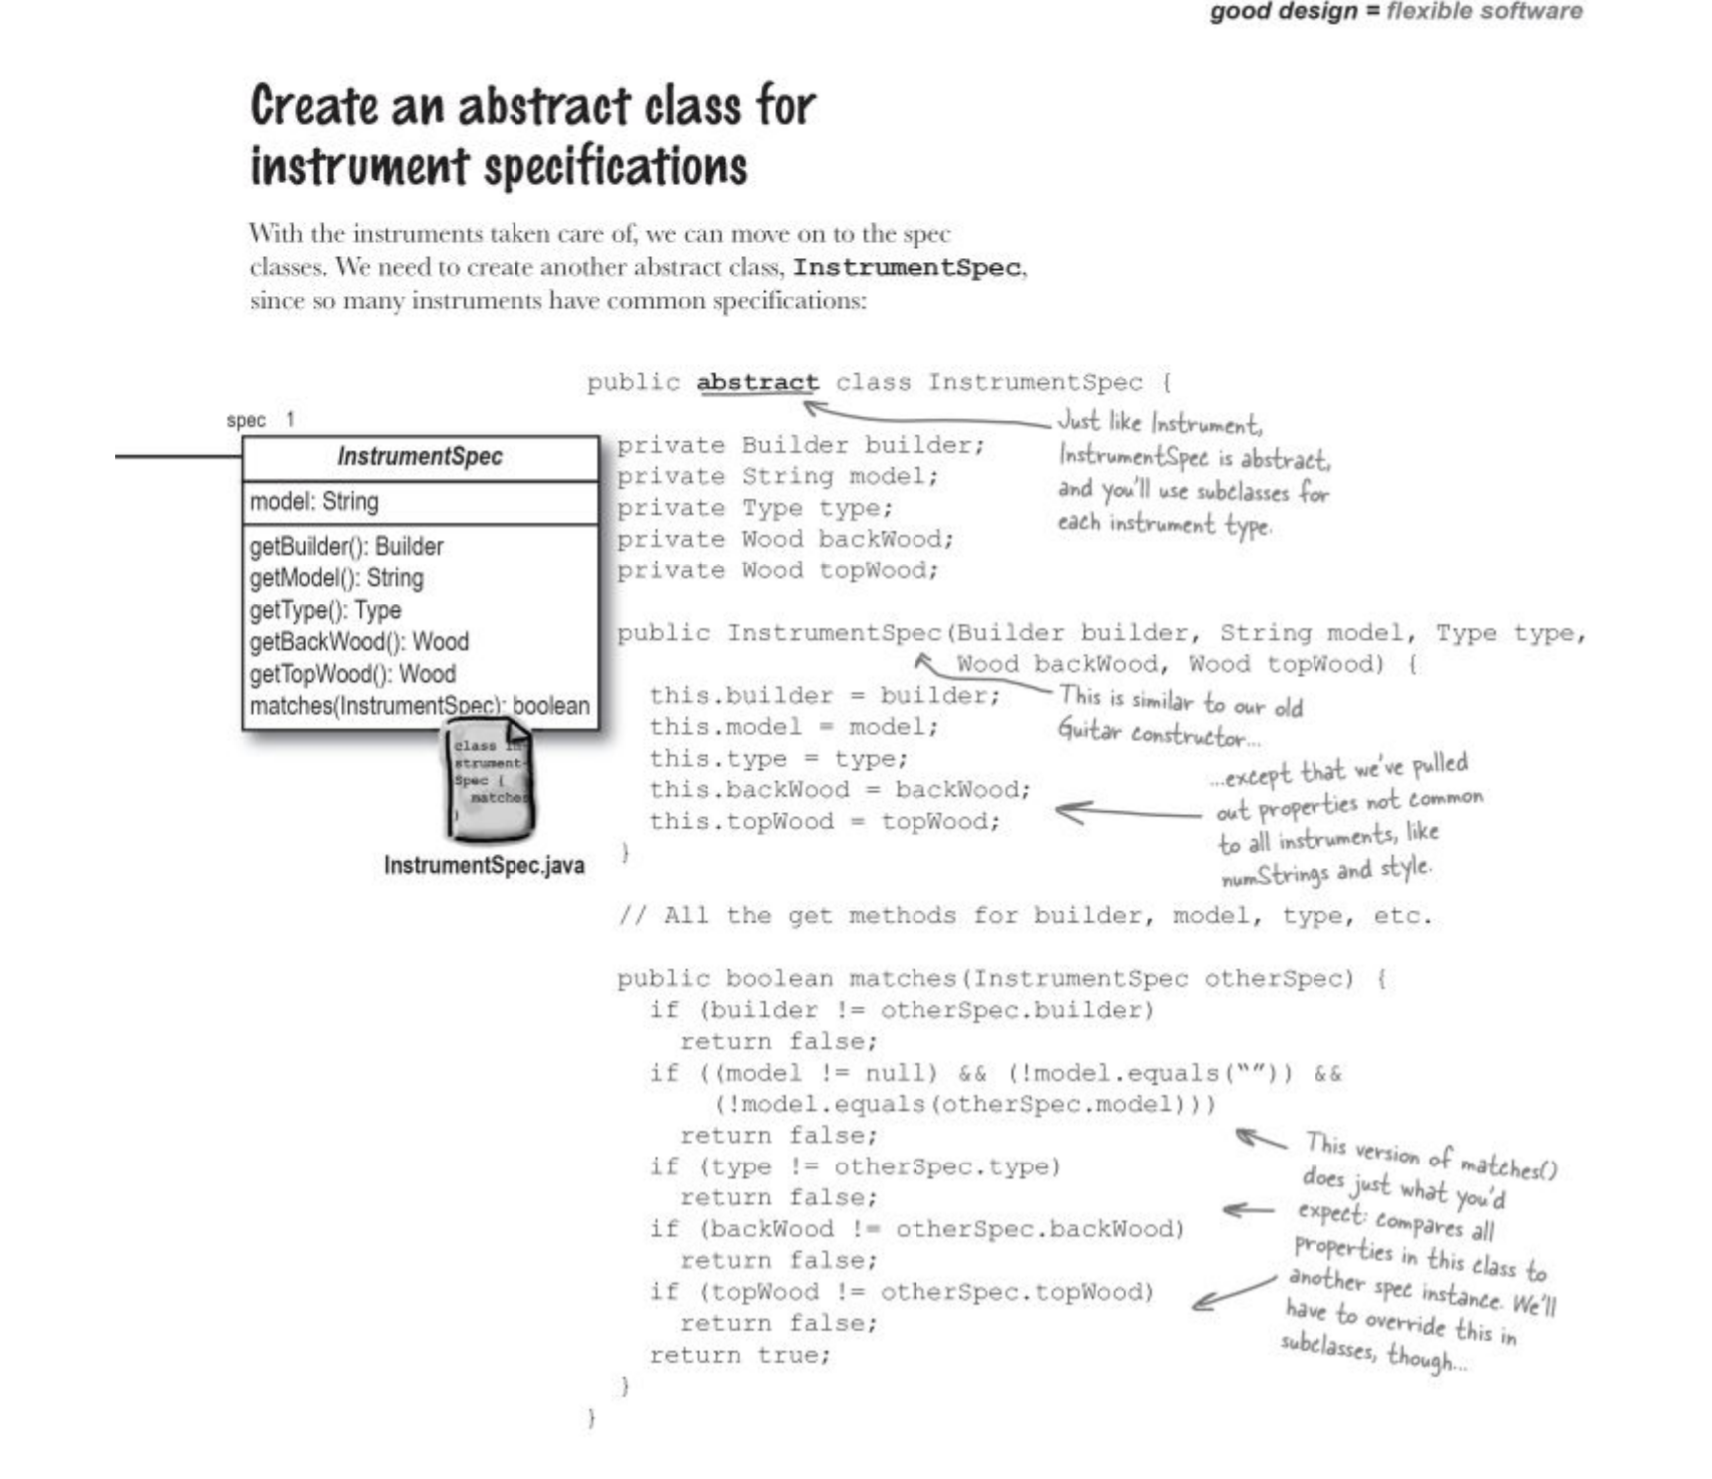 good design = flexible software
Create an abstract class for
instrument specifications
With the instruments taken care of, we can move on to the spec
classes. We need to create another abstract class, InstrumentSpec,
since so many instruments have common specifications:
spec 1
InstrumentSpec
model: String
getBuilder(): Builder
getModel(): String
getType(): Type
getBackWood(): Wood
getTopWood(): Wood
matches(InstrumentSpec): boolean
class In-
strument-
Spec {
matches
}
InstrumentSpec.java
public abstract class InstrumentSpec {
Just like Instrument,
InstrumentSpec is abstract,
and you'll use subclasses for
each instrument type.
private Builder builder;
private String model;
private Type type;
private Wood backWood;
private Wood topWood;
public InstrumentSpec(Builder builder, String model, Type type,
Wood backWood, Wood topWood) {
This is similar to our old
Guitar constructor...
this.builder = builder;
this.model = model;
this.type = type;
this.backWood = backWood;
this.topWood = topWood;
}
...except that we've pulled
out properties not common
to all instruments, like
numStrings and style.
// All the get methods for builder, model, type, etc.
public boolean matches(InstrumentSpec otherSpec) {
if (builder != otherSpec.builder)
return false;
if ((model != null) && (!model.equals(“”)) &&
(!model.equals(otherSpec.model)))
return false;
if (type != otherSpec.type)
return false;
if (backWood != otherSpec.backWood)
return false;
if (topWood != otherSpec.topWood)
return false;
return true;
}
}
This version of matches()
does just what you'd
expect: compares all
properties in this class to
another spec instance. We'll
have to override this in
subclasses, though...